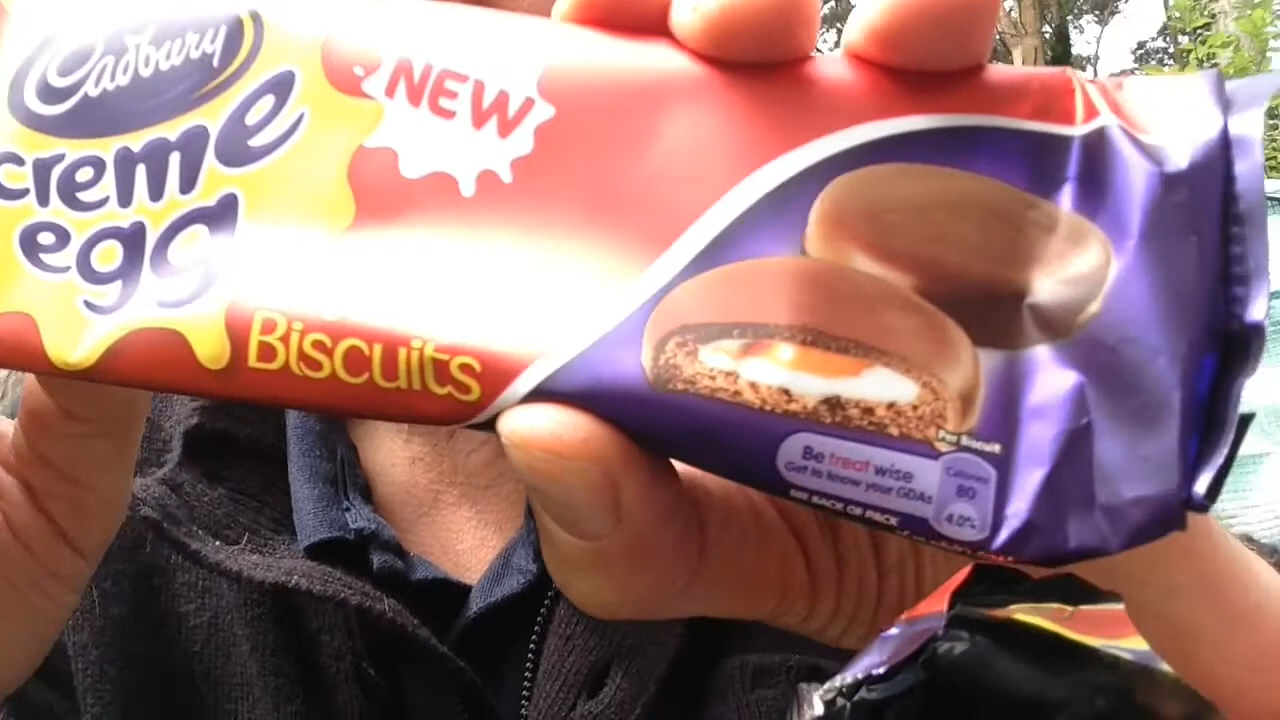 Cadbury
creme
egg
NEW
Biscuits
Per Biscuit
Be treat wise
Get to know your GDAs
Calories
80
4.0%
SEE BACK OF PACK